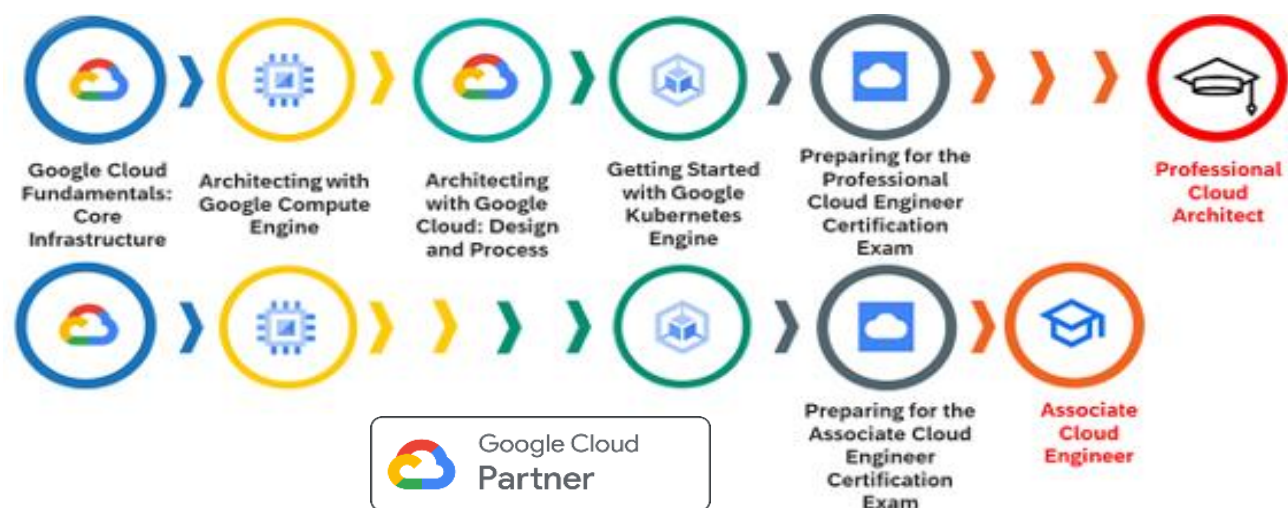 Google Cloud
Fundamentals:
Core
Infrastructure
Architecting with
Google Compute
Engine
Architecting
with Google
Cloud: Design
and Process
Getting Started
with Google
Kubernetes
Engine
Preparing for the
Professional
Cloud Engineer
Certification
Exam
Professional
Cloud
Architect
Preparing for the
Associate Cloud
Engineer
Certification
Exam
Associate
Cloud
Engineer
Google Cloud
Partner